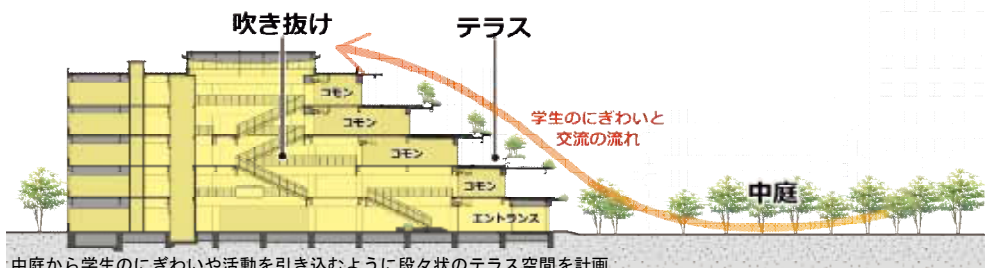 吹き抜け
テラス
コモン
コモン
コモン
コモン
エントランス
学生のにぎわいと
交流の流れ
中庭
中庭から学生のにぎわいや活動を引き込むように段々状のテラス空間を計画